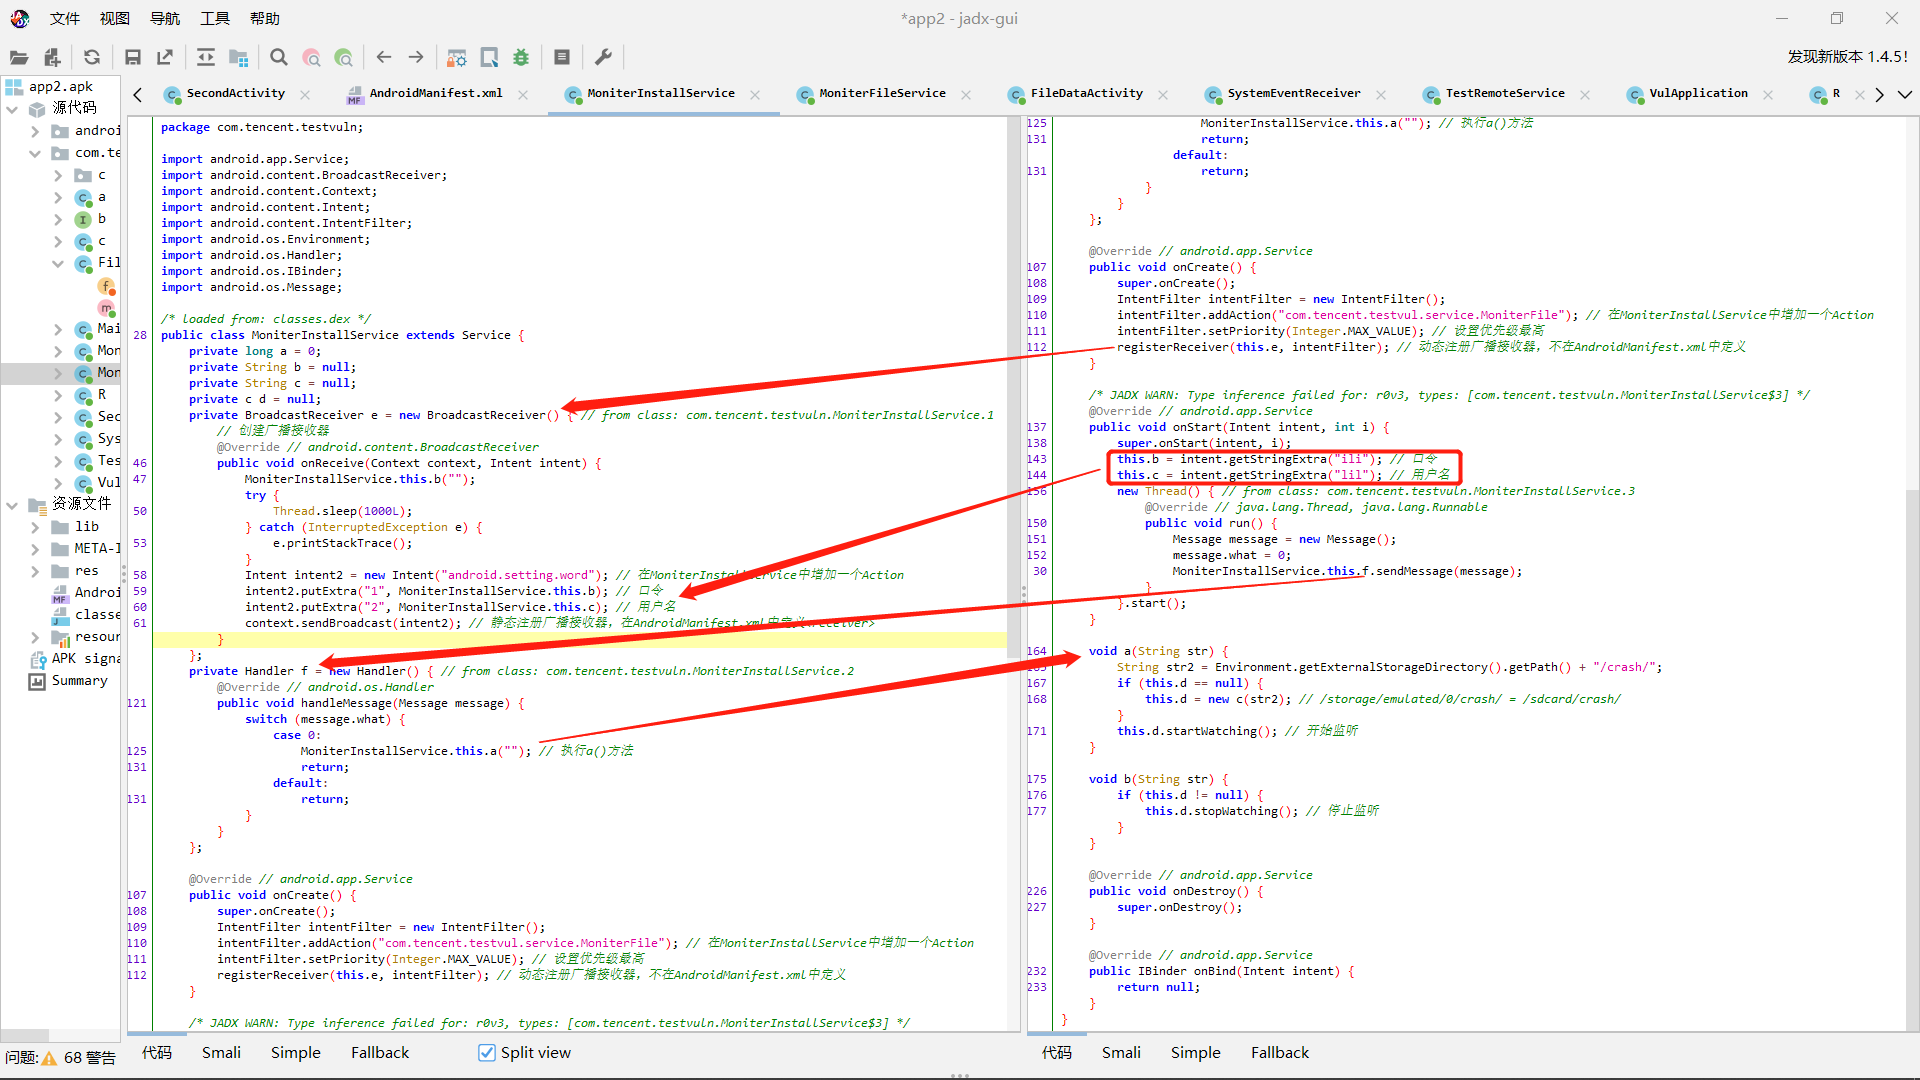 文件 视图 导航 工具 帮助
*app2 - jadx-gui
发现新版本 1.4.5!
SecondActivity
AndroidManifest.xml
MoniterInstallService
MoniterFileService
FileDataActivity
SystemEventReceiver
TestRemoteService
VulApplication
R
app2.apk
源代码
androi
com.te
c
a
b
c
Fil
f
m
Mai
Mon
Mon
R
Sec
Sys
Tes
Vul
资源文件
lib
META-I
res
Androi
classe
resour
APK signa
Summary
问题: 68 警告
package com.tencent.testvuln;
import android.app.Service;
import android.content.BroadcastReceiver;
import android.content.Context;
import android.content.Intent;
import android.content.IntentFilter;
import android.os.Environment;
import android.os.Handler;
import android.os.IBinder;
import android.os.Message;
/* loaded from: classes.dex */
28 public class MoniterInstallService extends Service {
private long a = 0;
private String b = null;
private String c = null;
private c d = null;
private BroadcastReceiver e = new BroadcastReceiver() { // from class: com.tencent.testvuln.MoniterInstallService.1
// 创建广播接收器
@Override // android.content.BroadcastReceiver
46 public void onReceive(Context context, Intent intent) {
47 MoniterInstallService.this.b("");
try {
50 Thread.sleep(1000L);
} catch (InterruptedException e) {
53 e.printStackTrace();
}
58 Intent intent2 = new Intent("android.setting.word"); // 在MoniterInstallService中增加一个Action
59 intent2.putExtra("1", MoniterInstallService.this.b); // 口令
60 intent2.putExtra("2", MoniterInstallService.this.c); // 用户名
61 context.sendBroadcast(intent2); // 静态注册广播接收器，在AndroidManifest.xml中定义<receiver>
}
};
private Handler f = new Handler() { // from class: com.tencent.testvuln.MoniterInstallService.2
@Override // android.os.Handler
121 public void handleMessage(Message message) {
switch (message.what) {
case 0:
125 MoniterInstallService.this.a(""); // 执行a()方法
131 return;
default:
131 return;
}
}
};
@Override // android.app.Service
107 public void onCreate() {
108 super.onCreate();
109 IntentFilter intentFilter = new IntentFilter();
110 intentFilter.addAction("com.tencent.testvul.service.MoniterFile"); // 在MoniterInstallService中增加一个Action
111 intentFilter.setPriority(Integer.MAX_VALUE); // 设置优先级最高
112 registerReceiver(this.e, intentFilter); // 动态注册广播接收器，不在AndroidManifest.xml中定义
}
/* JADX WARN: Type inference failed for: r0v3, types: [com.tencent.testvuln.MoniterInstallService$3] */
代码 Smali Simple Fallback Split view
125 MoniterInstallService.this.a(""); // 执行a()方法
131 return;
default:
131 return;
}
}
};
@Override // android.app.Service
107 public void onCreate() {
108 super.onCreate();
109 IntentFilter intentFilter = new IntentFilter();
110 intentFilter.addAction("com.tencent.testvul.service.MoniterFile"); // 在MoniterInstallService中增加一个Action
111 intentFilter.setPriority(Integer.MAX_VALUE); // 设置优先级最高
112 registerReceiver(this.e, intentFilter); // 动态注册广播接收器，不在AndroidManifest.xml中定义
}
/* JADX WARN: Type inference failed for: r0v3, types: [com.tencent.testvuln.MoniterInstallService$3] */
@Override // android.app.Service
137 public void onStart(Intent intent, int i) {
138 super.onStart(intent, i);
143 this.b = intent.getStringExtra("ili"); // 口令
144 this.c = intent.getStringExtra("lil"); // 用户名
156 new Thread() { // from class: com.tencent.testvuln.MoniterInstallService.3
@Override // java.lang.Thread, java.lang.Runnable
150 public void run() {
151 Message message = new Message();
152 message.what = 0;
30 MoniterInstallService.this.f.sendMessage(message);
}
}.start();
}
164 void a(String str) {
165 String str2 = Environment.getExternalStorageDirectory().getPath() + "/crash/";
167 if (this.d == null) {
168 this.d = new c(str2); // /storage/emulated/0/crash/ = /sdcard/crash/
}
171 this.d.startWatching(); // 开始监听
}
175 void b(String str) {
176 if (this.d != null) {
177 this.d.stopWatching(); // 停止监听
}
}
@Override // android.app.Service
226 public void onDestroy() {
227 super.onDestroy();
}
@Override // android.app.Service
232 public IBinder onBind(Intent intent) {
233 return null;
}
}
代码 Smali Simple Fallback